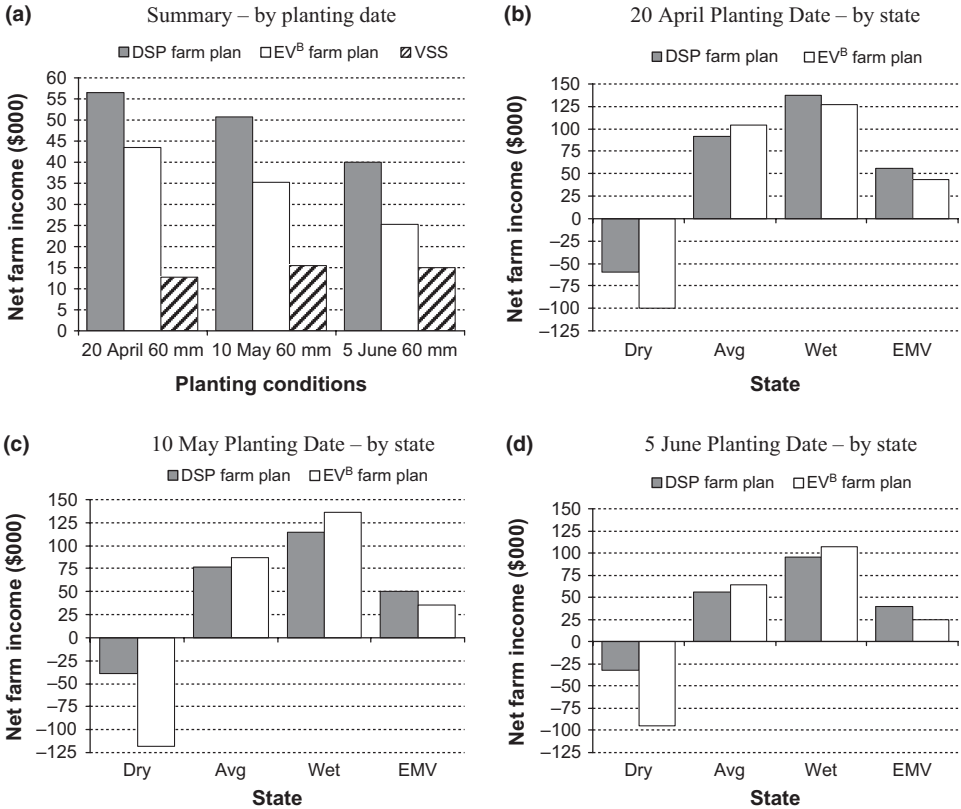 (a) Summary – by planting date
DSP farm plan EVᴮ farm plan VSS
Net farm income ($000)
60
55
50
45
40
35
30
25
20
15
10
5
0
20 April 60 mm 10 May 60 mm 5 June 60 mm
Planting conditions
(b) 20 April Planting Date – by state
DSP farm plan EVᴮ farm plan
Net farm income ($000)
150
125
100
75
50
25
0
–25
–50
–75
–100
–125
Dry Avg Wet EMV
State
(c) 10 May Planting Date – by state
DSP farm plan EVᴮ farm plan
Net farm income ($000)
150
125
100
75
50
25
0
–25
–50
–75
–100
–125
Dry Avg Wet EMV
State
(d) 5 June Planting Date – by state
DSP farm plan EVᴮ farm plan
Net farm income ($000)
150
125
100
75
50
25
0
–25
–50
–75
–100
–125
Dry Avg Wet EMV
State